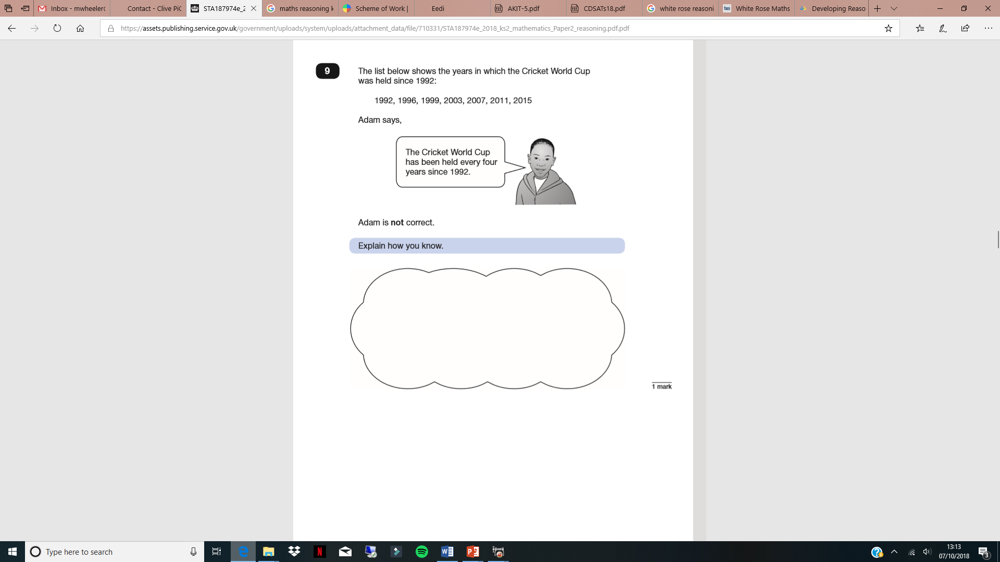 Inbox - mwheeler(
Contact - Clive PiC
STA187974e_2
maths reasoning k
Scheme of Work |
Eedi
AKIT-5.pdf
CDSATs18.pdf
white rose reasoni
tes White Rose Maths
Developing Reaso
https://assets.publishing.service.gov.uk/government/uploads/system/uploads/attachment_data/file/710331/STA187974e_2018_ks2_mathematics_Paper2_reasoning.pdf.pdf
9
The list below shows the years in which the Cricket World Cup
was held since 1992:
1992, 1996, 1999, 2003, 2007, 2011, 2015
Adam says,
The Cricket World Cup
has been held every four
years since 1992.
Adam is not correct.
Explain how you know.
1 mark
Type here to search
13:13
07/10/2018
3